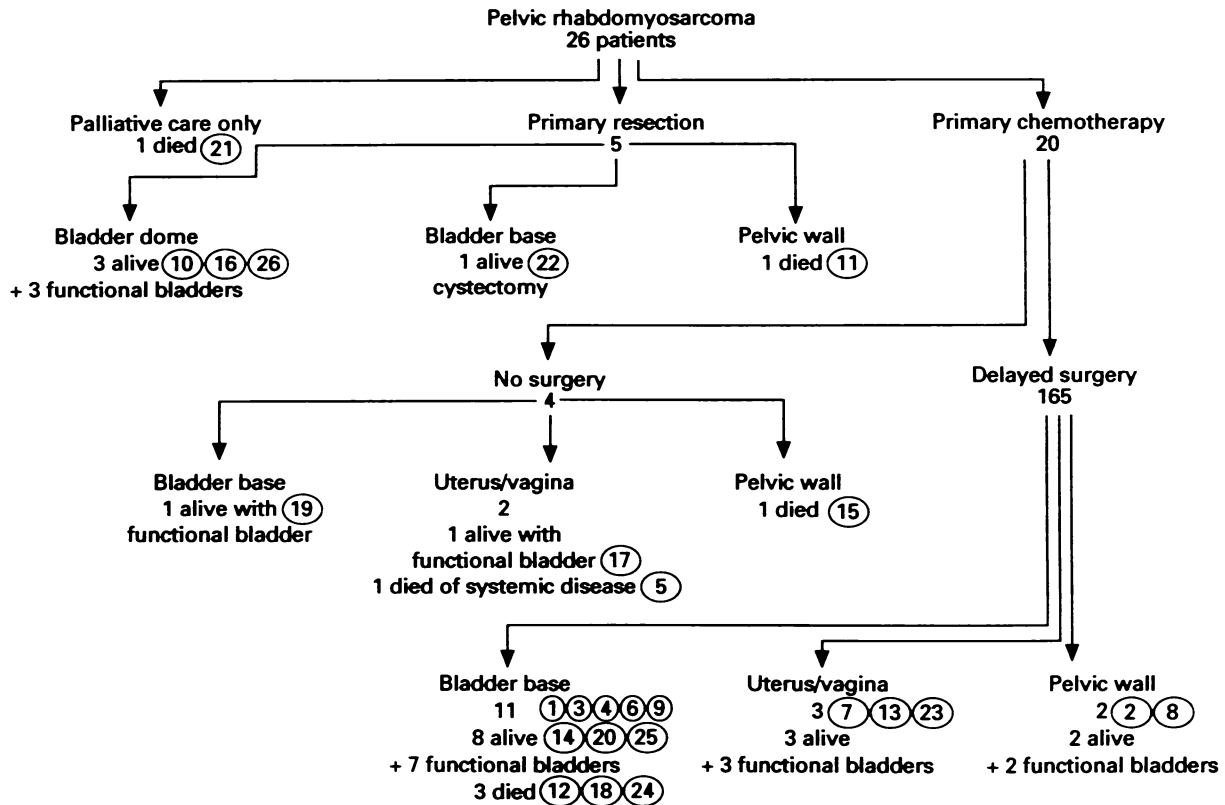 Pelvic rhabdomyosarcoma
26 patients
Palliative care only
1 died 21
Primary resection
5
Primary chemotherapy
20
Bladder dome
3 alive 10 16 26
+ 3 functional bladders
Bladder base
1 alive 22
cystectomy
Pelvic wall
1 died 11
No surgery
4
Delayed surgery
165
Bladder base
1 alive with 19
functional bladder
Uterus/vagina
2
1 alive with
functional bladder 17
1 died of systemic disease 5
Pelvic wall
1 died 15
Bladder base
11 1 3 4 6 9
8 alive 14 20 25
+ 7 functional bladders
3 died 12 18 24
Uterus/vagina
3 7 13 23
3 alive
+ 3 functional bladders
Pelvic wall
2 2 8
2 alive
+ 2 functional bladders